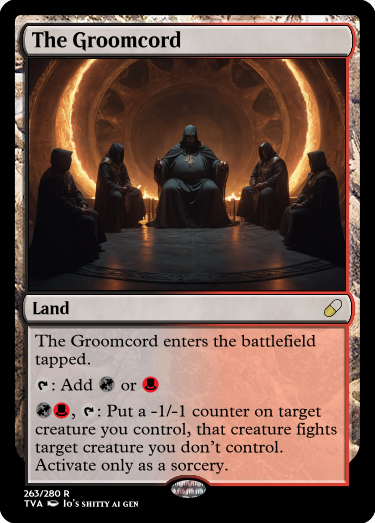 The Groomcord
Land
The Groomcord enters the battlefield
tapped.
: Add or
, : Put a -1/-1 counter on target
creature you control, that creature fights
target creature you don't control.
Activate only as a sorcery.
263/280 R
TVA Io's shitty ai gen